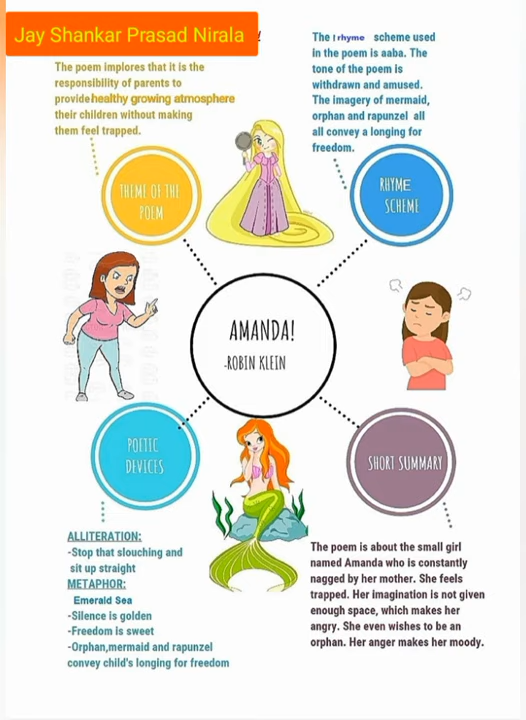 Jay Shankar Prasad Nirala !
The poem implores that it is the
responsibility of parents to
provide healthy growing atmosphere
their children without making
them feel trapped.
The rhyme scheme used
in the poem is aaba. The
tone of the poem is
withdrawn and amused.
The imagery of mermaid,
orphan and rapunzel all
all convey a longing for
freedom.
THEME OF THE
POEM
RHYME
SCHEME
AMANDA!
-ROBIN KLEIN
POETIC
DEVICES
SHORT SUMMARY
ALLITERATION:
-Stop that slouching and
sit up straight
METAPHOR:
Emerald Sea
-Silence is golden
-Freedom is sweet
-Orphan,mermaid and rapunzel
convey child's longing for freedom
The poem is about the small girl
named Amanda who is constantly
nagged by her mother. She feels
trapped. Her imagination is not given
enough space, which makes her
angry. She even wishes to be an
orphan. Her anger makes her moody.